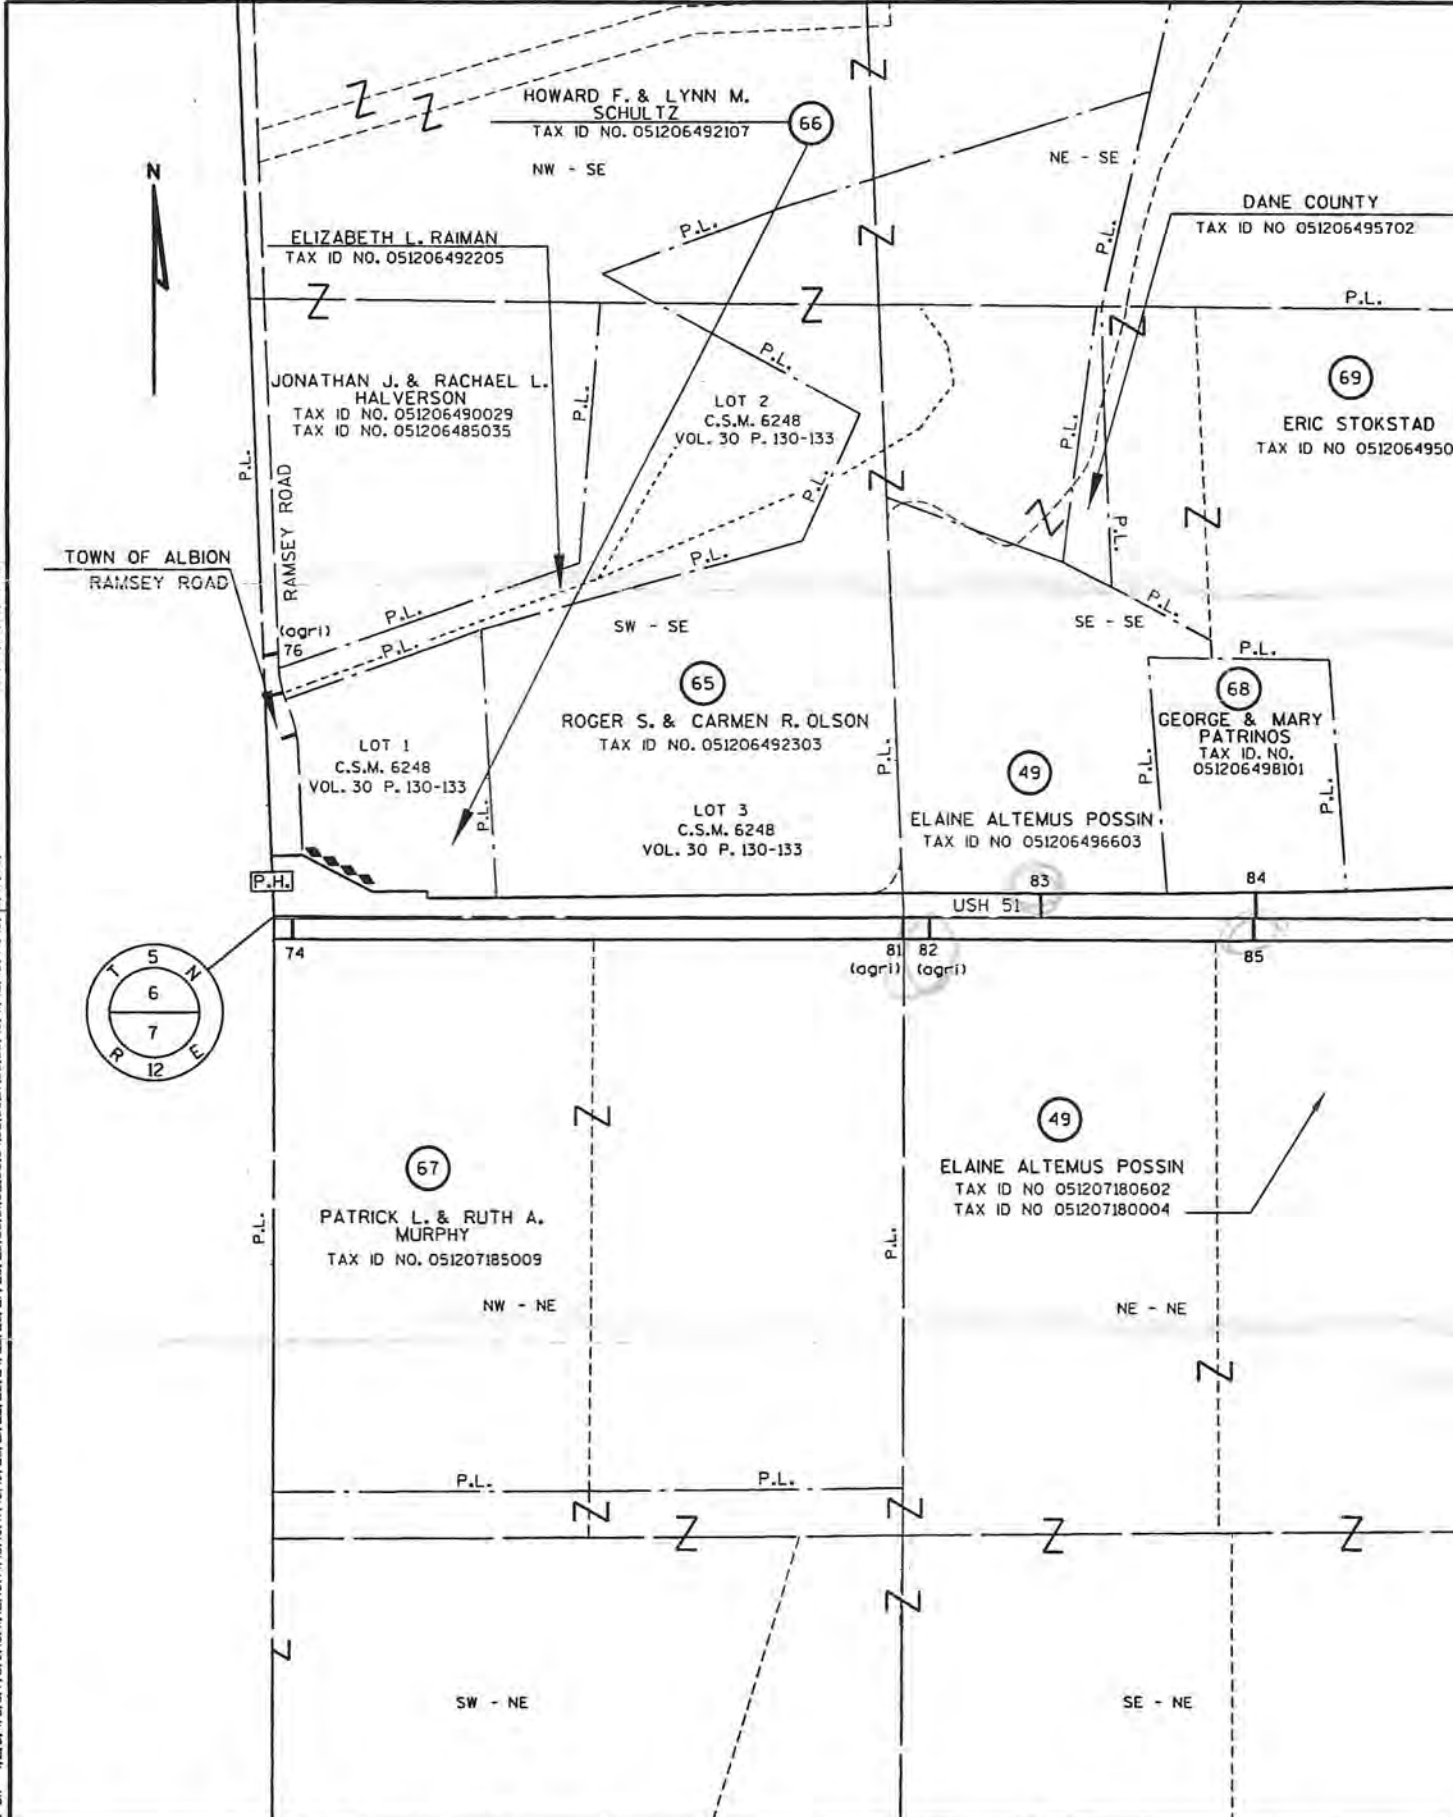 HOWARD F. & LYNN M.
SCHULTZ
TAX ID NO. 051206492107
66
NW - SE
NE - SE
N
DANE COUNTY
TAX ID NO 051206495702
ELIZABETH L. RAIMAN
TAX ID NO. 051206492205
P.L.
P.L.
P.L.
JONATHAN J. & RACHAEL L.
HALVERSON
TAX ID NO. 051206490029
TAX ID NO. 051206485035
P.L.
P.L.
LOT 2
C.S.M. 6248
VOL. 30 P. 130-133
69
ERIC STOKSTAD
TAX ID NO 0512064950
P.L.
P.L.
P.L.
P.L.
RAMSEY ROAD
TOWN OF ALBION
RAMSEY ROAD
P.L.
P.L.
P.L.
P.L.
(agri)
76
SW - SE
SE - SE
P.L.
P.L.
65
ROGER S. & CARMEN R. OLSON
TAX ID NO. 051206492303
68
GEORGE & MARY
PATRINOS
TAX ID. NO.
051206498101
LOT 1
C.S.M. 6248
VOL. 30 P. 130-133
P.L.
P.L.
P.L.
P.L.
49
ELAINE ALTEMUS POSSIN
TAX ID NO 051206496603
LOT 3
C.S.M. 6248
VOL. 30 P. 130-133
P.H.
83
84
USH 51
74
81
82
(agri)
(agri)
85
T 5 N
6
7
R 12 E
67
PATRICK L. & RUTH A.
MURPHY
TAX ID NO. 051207185009
49
ELAINE ALTEMUS POSSIN
TAX ID NO 051207180602
TAX ID NO 051207180004
P.L.
P.L.
NW - NE
NE - NE
P.L.
P.L.
SW - NE
SE - NE